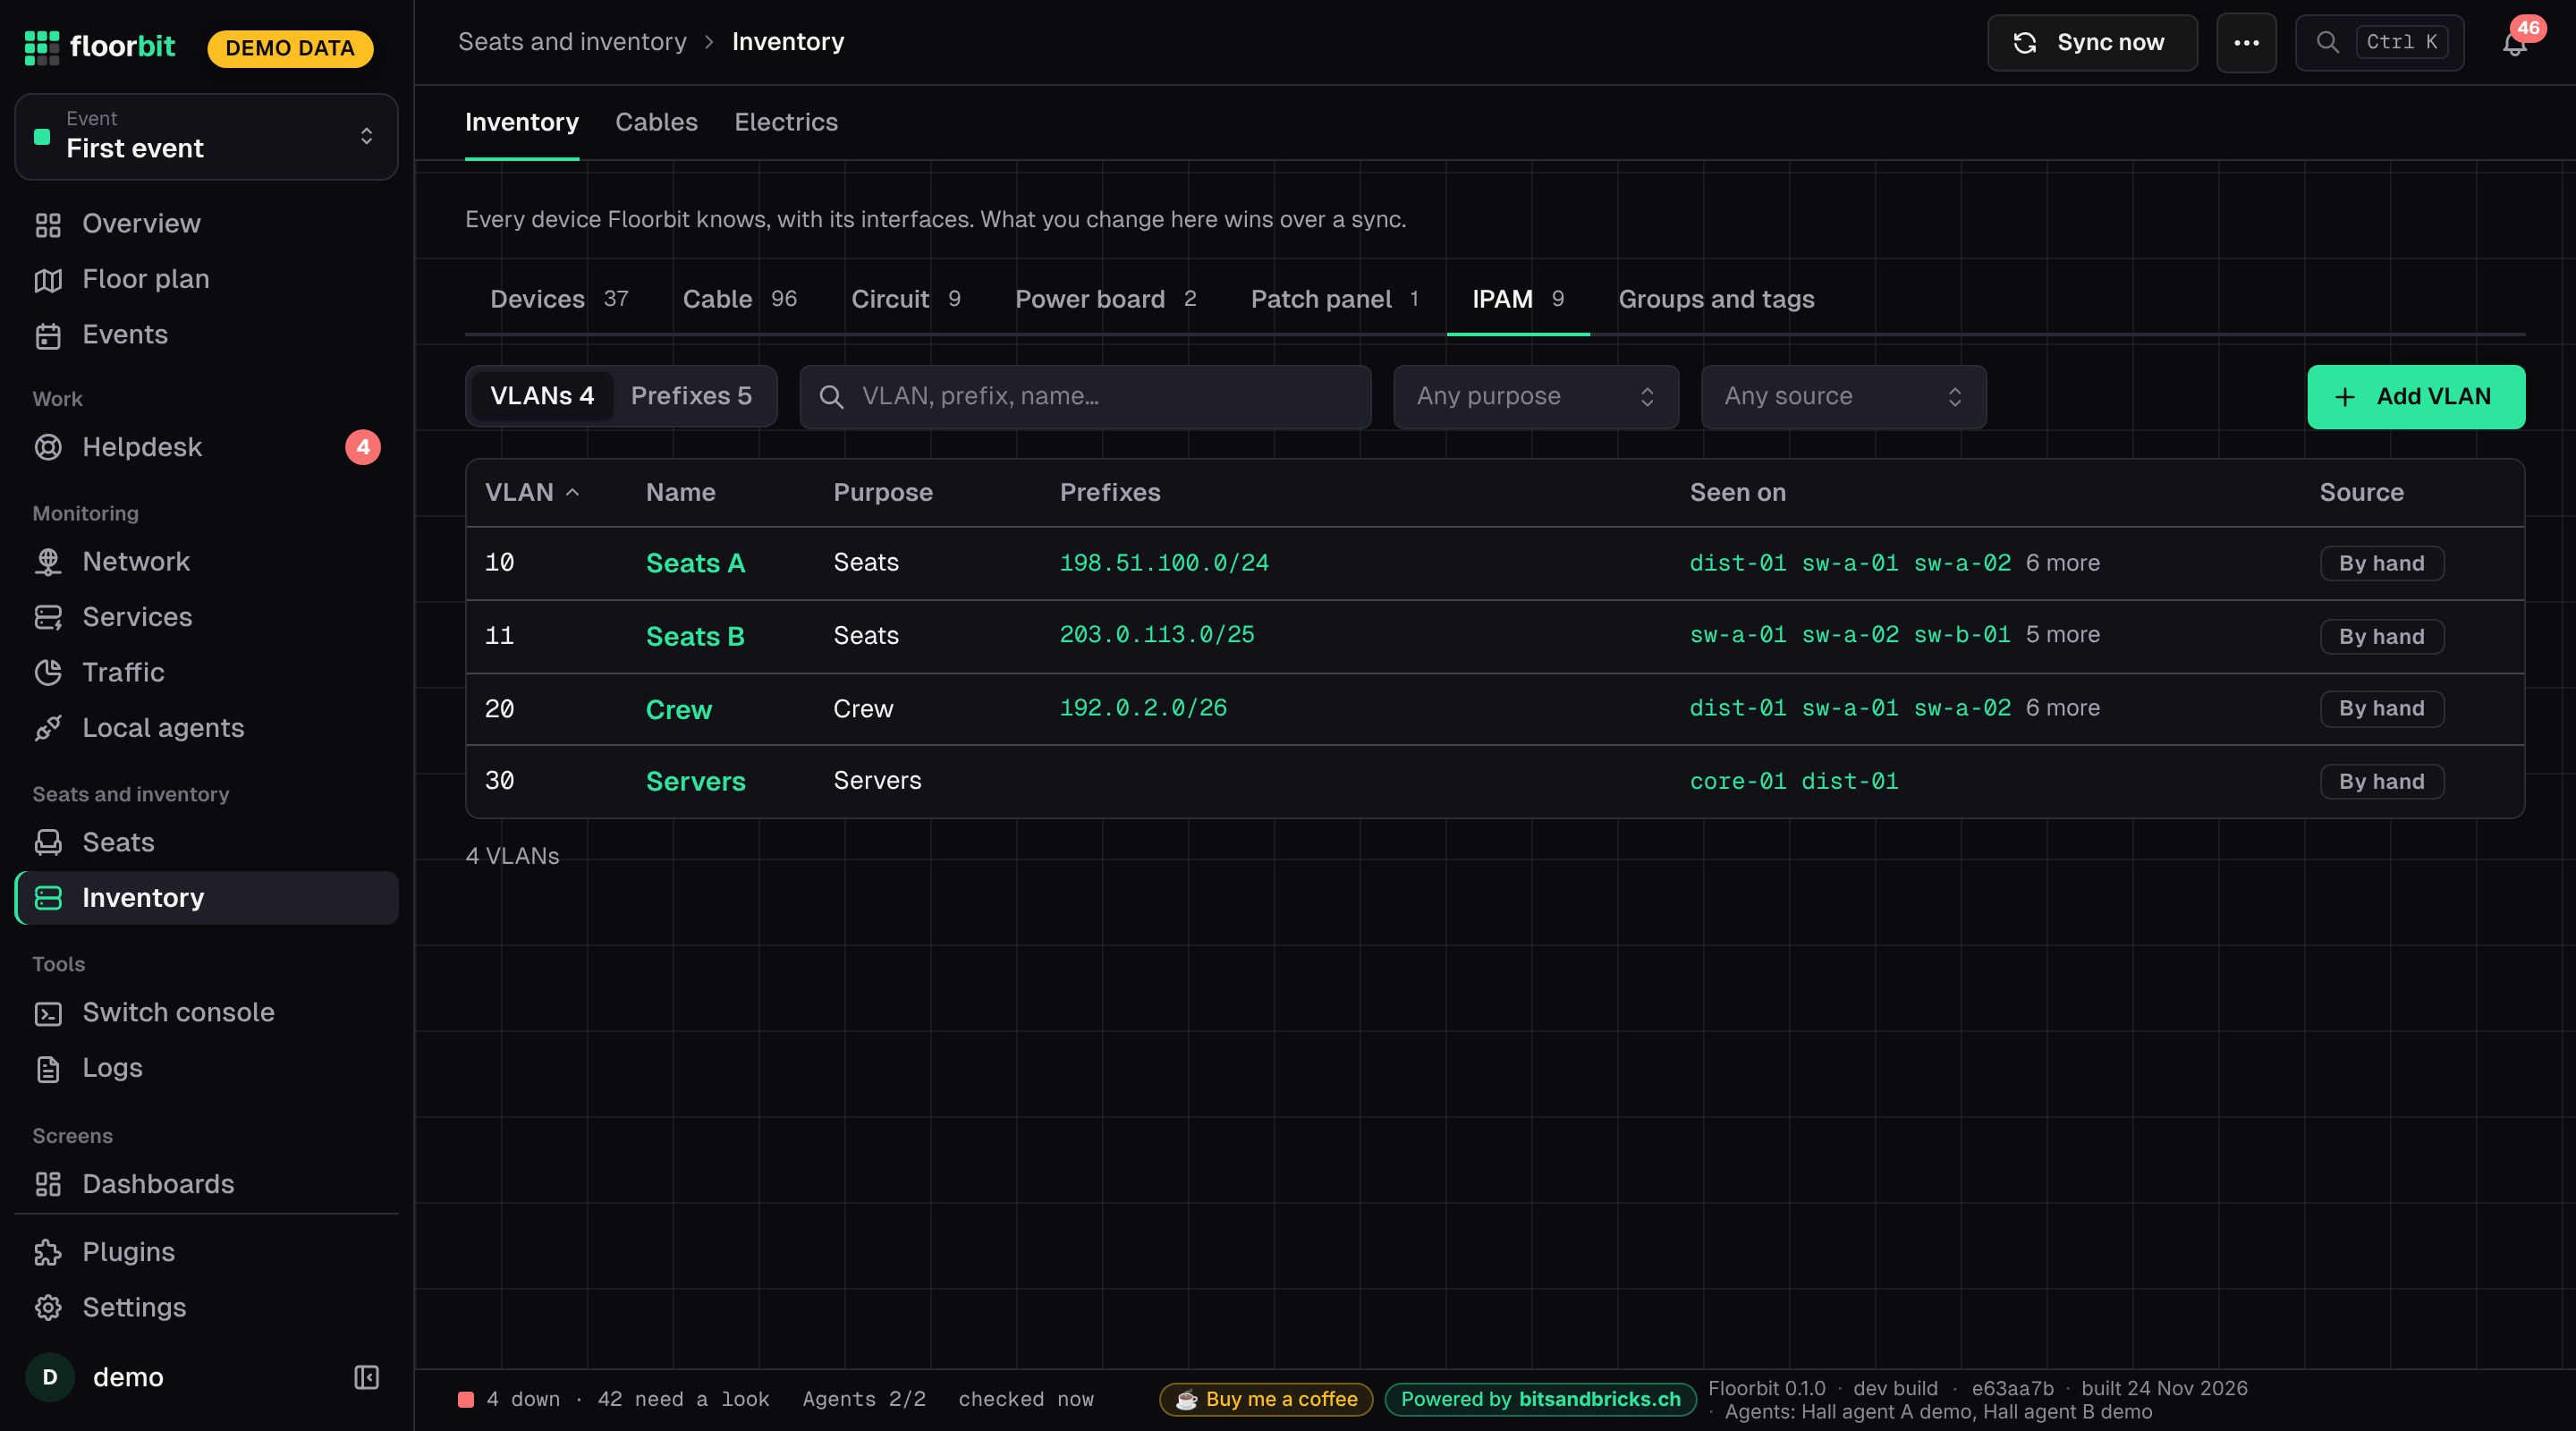 floorbit DEMO DATA
Event
First event
Overview
Floor plan
Events
Work
Helpdesk 4
Monitoring
Network
Services
Traffic
Local agents
Seats and inventory
Seats
Inventory
Tools
Switch console
Logs
Screens
Dashboards
Plugins
Settings
D demo
Seats and inventory Inventory
Sync now Ctrl K 46
Inventory Cables Electrics
Every device Floorbit knows, with its interfaces. What you change here wins over a sync.
Devices 37 Cable 96 Circuit 9 Power board 2 Patch panel 1 IPAM 9 Groups and tags
VLANs 4 Prefixes 5 VLAN, prefix, name… Any purpose Any source Add VLAN
VLAN Name Purpose Prefixes Seen on Source
10 Seats A Seats 198.51.100.0/24 dist-01 sw-a-01 sw-a-02 6 more By hand
11 Seats B Seats 203.0.113.0/25 sw-a-01 sw-a-02 sw-b-01 5 more By hand
20 Crew Crew 192.0.2.0/26 dist-01 sw-a-01 sw-a-02 6 more By hand
30 Servers Servers core-01 dist-01 By hand
4 VLANs
4 down · 42 need a look Agents 2/2 checked now
Buy me a coffee
Powered by bitsandbricks.ch
Floorbit 0.1.0 · dev build · e63aa7b · built 24 Nov 2026
· Agents: Hall agent A demo, Hall agent B demo